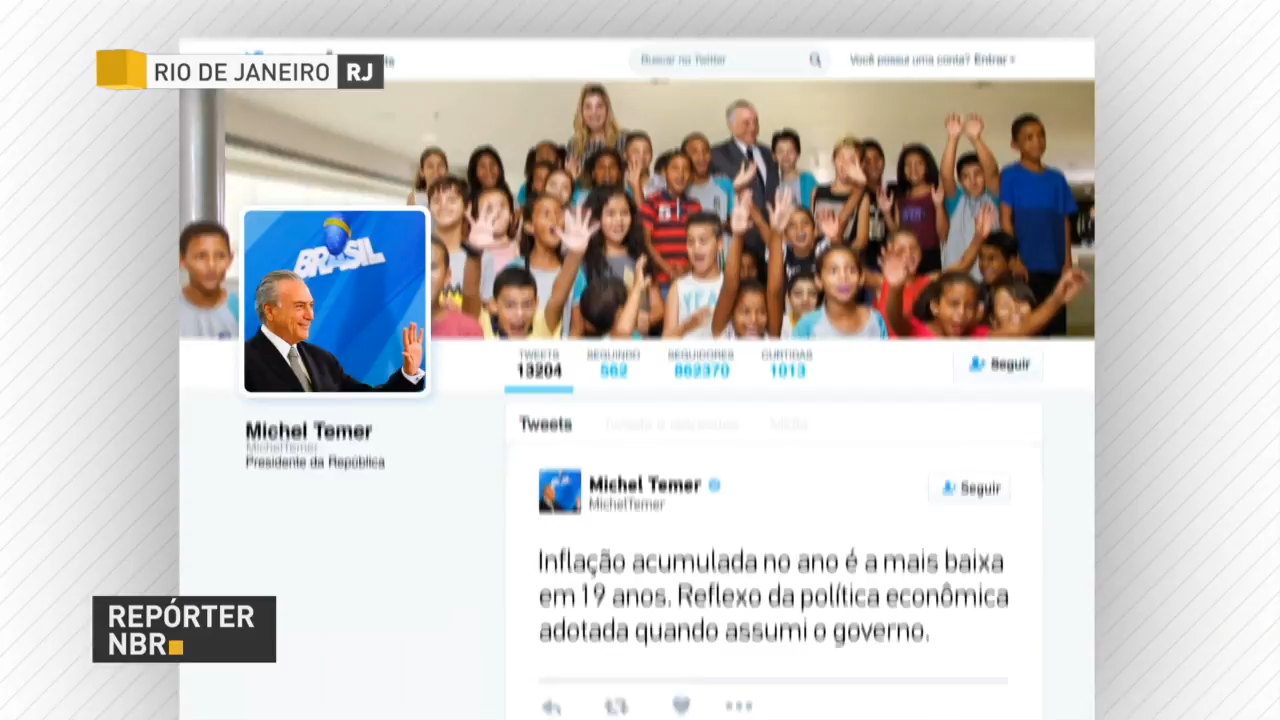 RIO DE JANEIRO RJ
Buscar no Twitter
Você possui uma conta? Entrar
BRASIL
TWEETS SEGUINDO SEGUIDORES CURTIDAS
13204 562 862370 1013
Seguir
Michel Temer
MichelTemer
Presidente da República
Tweets
Michel Temer
MichelTemer
Seguir
Inflação acumulada no ano é a mais baixa
em 19 anos. Reflexo da política econômica
adotada quando assumi o governo.
REPÓRTER
NBR